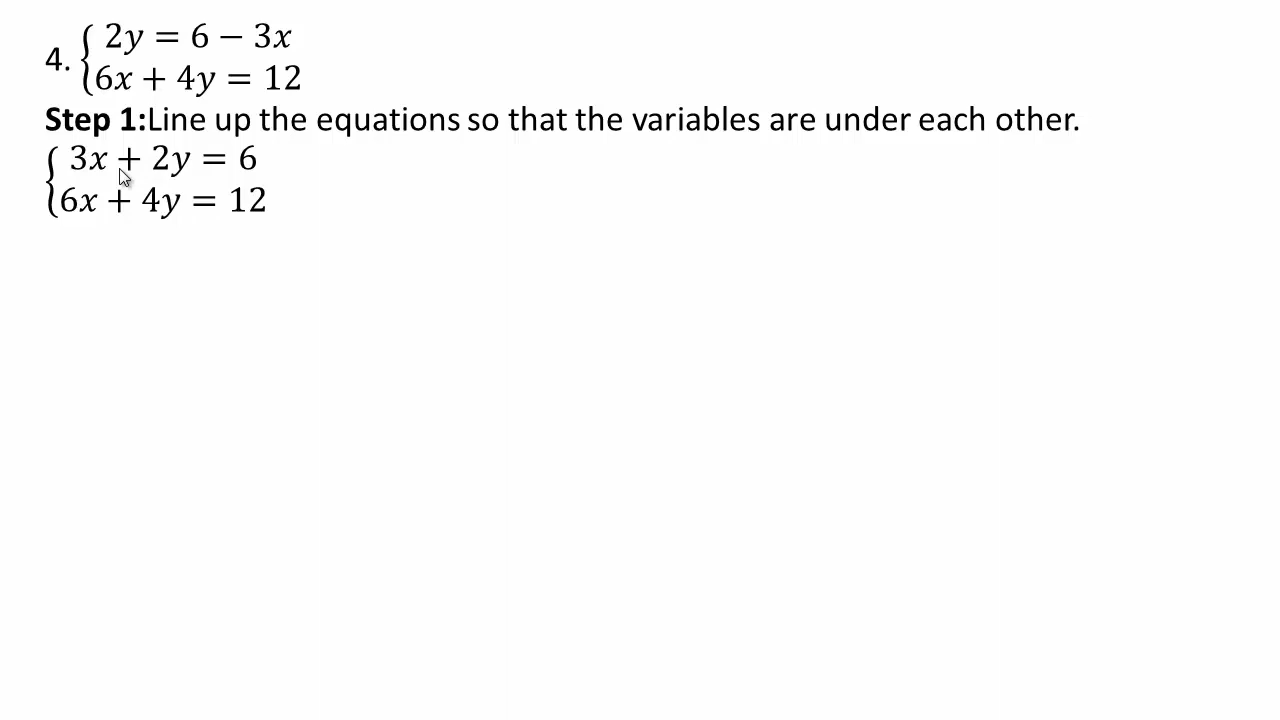 4. { 2y = 6 − 3x
6x + 4y = 12
Step 1:Line up the equations so that the variables are under each other.
{ 3x + 2y = 6
6x + 4y = 12